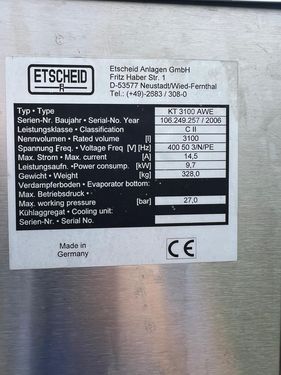 ETSCHEID
Etscheid Anlagen GmbH
Fritz Haber Str. 1
D-53577 Neustadt/Wied-Fernthal
Tel.: (+49)-2683 / 308-0
Typ • Type KT 3100 AWE
Serien-Nr. Baujahr • Serial-No. Year 106.249.257 / 2006
Leistungsklasse • Classification C II
Nennvolumen • Rated volume [l] 3100
Spannung Freq. • Voltage Freq [V] [Hz] 400 50 3/N/PE
Max. Strom • Max. current [A] 14,5
Leistungsaufn. •Power consump. [kW] 9,7
Gewicht • Weight [kg] 328,0
Verdampferboden • Evaporator bottom:
Max. Betriebsdruck •
Max. working pressure [bar] 27,0
Kühlaggregat • Cooling unit:
Serien-Nr. • Serial No.
Made in
Germany
CE